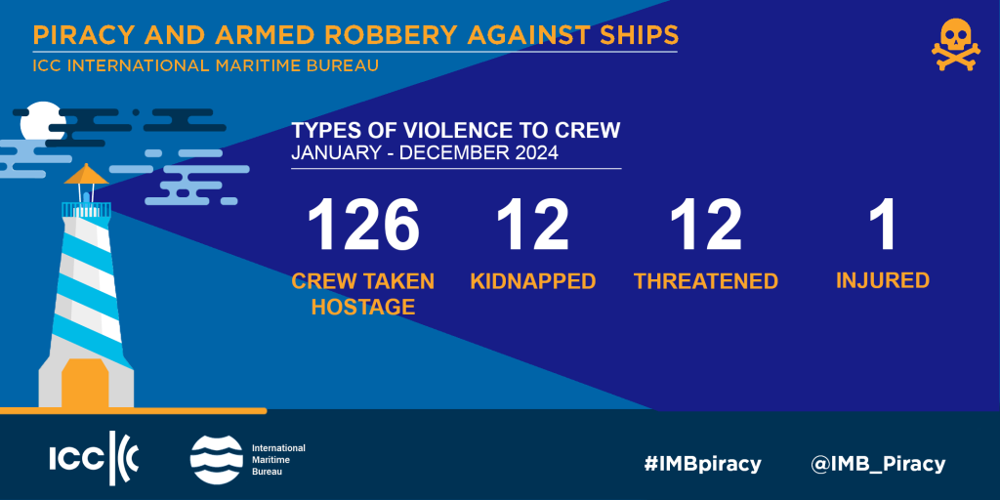 PIRACY AND ARMED ROBBERY AGAINST SHIPS
ICC INTERNATIONAL MARITIME BUREAU
TYPES OF VIOLENCE TO CREW
JANUARY - DECEMBER 2024
126
CREW TAKEN
HOSTAGE
12
KIDNAPPED
12
THREATENED
1
INJURED
ICC
International
Maritime
Bureau
#IMBpiracy
@IMB_Piracy